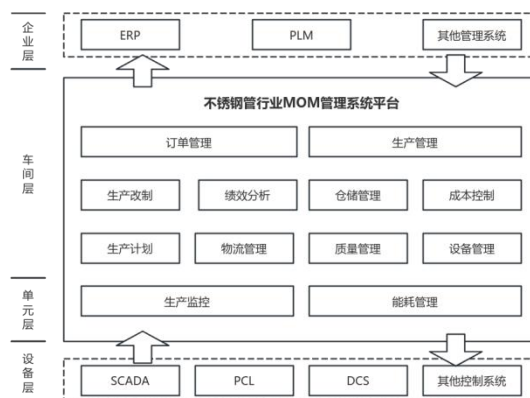 企业层
ERP
PLM
其他管理系统
车间层
不锈钢管行业MOM管理系统平台
订单管理
生产管理
生产改制
绩效分析
仓储管理
成本控制
生产计划
物流管理
质量管理
设备管理
单元层
生产监控
能耗管理
设备层
SCADA
PCL
DCS
其他控制系统